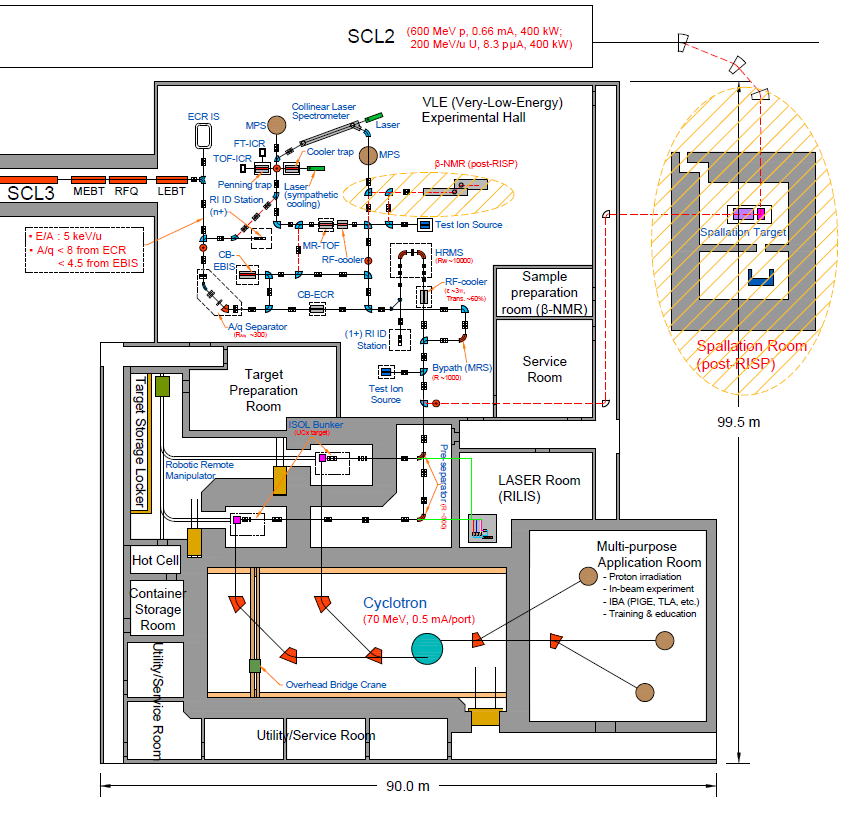 SCL2 (600 MeV p, 0.66 mA, 400 kW;
200 MeV/u U, 8.3 pμA, 400 kW)
SCL3
MEBT
RFQ
LEBT
ECR IS
MPS
Collinear Laser
Spectrometer
Laser
VLE (Very-Low-Energy)
Experimental Hall
FT-ICR
TOF-ICR
Cooler trap
MPS
Penning trap
Laser
(sympathetic
cooling)
β-NMR (post-RISP)
RI ID Station
(n+)
• E/A : 5 keV/u
• A/q < 8 from ECR
< 4.5 from EBIS
MR-TOF
Test Ion Source
RF-cooler
CB-
EBIS
HRMS
(Rw ~10000)
RF-cooler
Trans. ~60%)
CB-ECR
A/q Separator
(1+) RI ID
Station
Bypath (MRS)
(R ~1000)
Test Ion
Source
Sample
preparation
room (β-NMR)
Service
Room
Spallation Target
Spallation Room
(post-RISP)
99.5 m
Target
Preparation
Room
Target Storage Locker
ISOL Bunker
(UCx target)
Robotic Remote
Manipulator
Pre-separator
LASER Room
(RILIS)
Hot Cell
Container
Storage
Room
Cyclotron
(70 MeV, 0.5 mA/port)
Multi-purpose
Application Room
- Proton irradiation
- In-beam experiment
- IBA (PIGE, TLA, etc.)
- Training & education
Overhead Bridge Crane
Utility/Service Room
Utility/Service Room
90.0 m